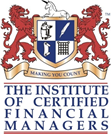 MAKING YOU COUNT
THE INSTITUTE
OF CERTIFIED
FINANCIAL
MANAGERS